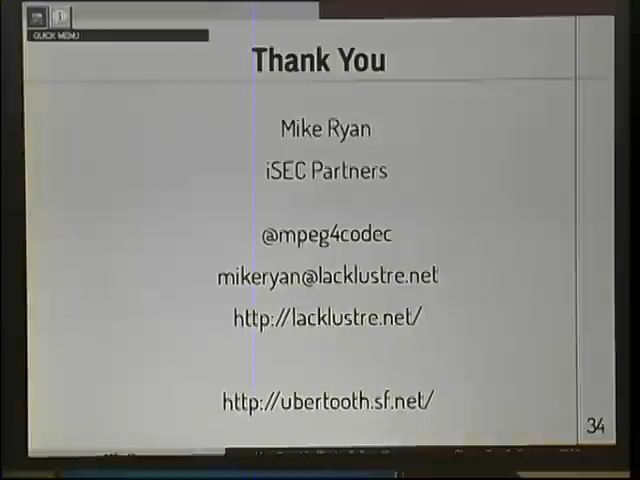 QUICK MENU
Thank You
Mike Ryan
iSEC Partners
@mpeg4codec
mikeryan@lacklustre.net
http://lacklustre.net/
http://ubertooth.sf.net/
34